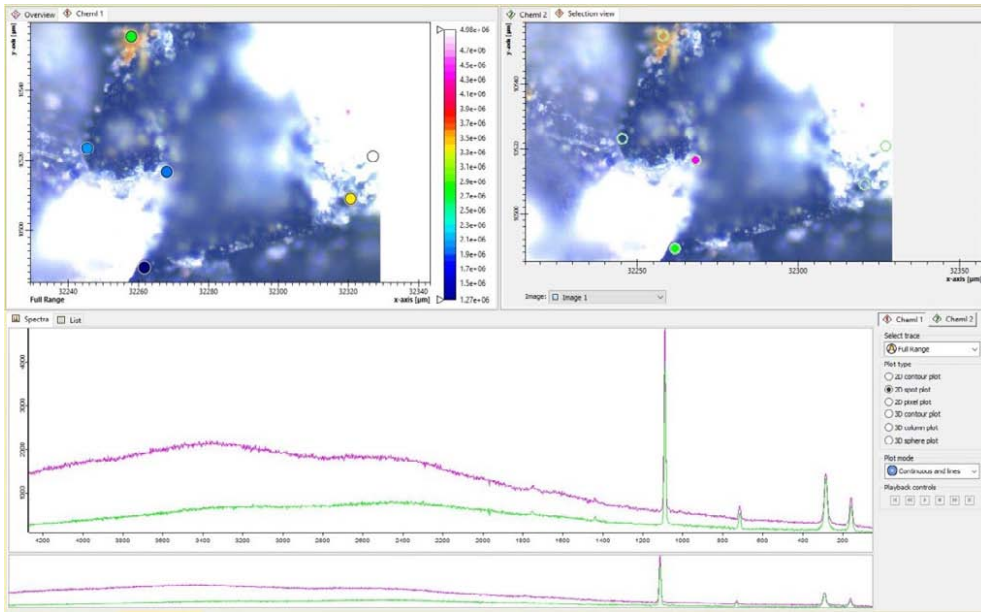 Overview
ChemI 1
y-axis [µm]
32240
32260
32280
32300
32320
32340
x-axis [µm]
Full Range
4.98e+06
4.7e+06
4.5e+06
4.3e+06
4.1e+06
3.9e+06
3.7e+06
3.5e+06
3.3e+06
3.1e+06
2.9e+06
2.7e+06
2.5e+06
2.3e+06
2.1e+06
1.9e+06
1.7e+06
1.5e+06
1.27e+06
ChemI 2
Selection view
y-axis [µm]
32250
32300
32350
x-axis [µm]
Image:
Image 1
Spectra
List
4000
3000
2000
1000
4200
3800
3400
3000
2600
2200
2000
1800
1600
1400
1200
1000
800
600
400
200
ChemI 1
ChemI 2
Select trace
Full Range
Plot type
2D contour plot
2D spot plot
2D pixel plot
3D contour plot
3D column plot
3D sphere plot
Plot mode
Continuous and lines
Playback controls